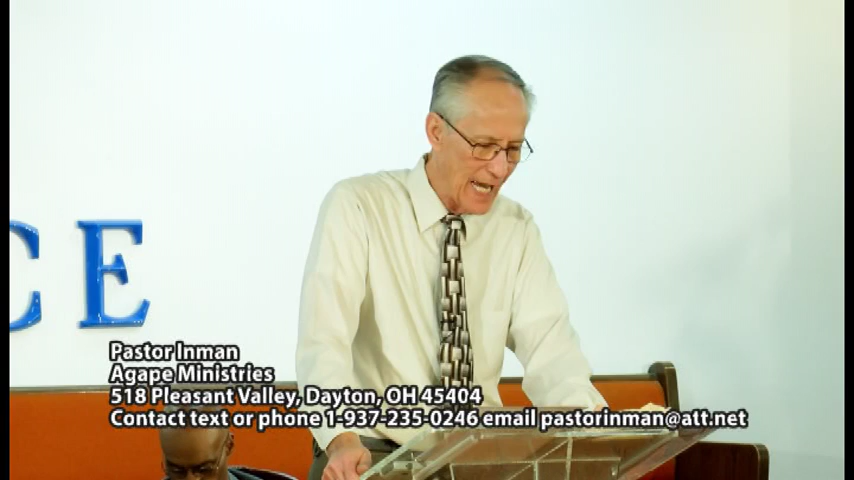 CE
Pastor Inman
Agape Ministries
518 Pleasant Valley, Dayton, OH 45404
Contact text or phone 1-937-235-0246 email pastorinman@att.net